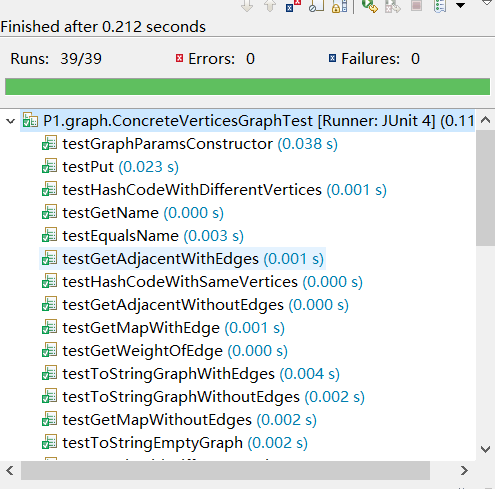 Finished after 0.212 seconds
Runs: 39/39 Errors: 0 Failures: 0
P1.graph.ConcreteVerticesGraphTest [Runner: JUnit 4] (0.11
testGraphParamsConstructor (0.038 s)
testPut (0.023 s)
testHashCodeWithDifferentVertices (0.001 s)
testGetName (0.000 s)
testEqualsName (0.003 s)
testGetAdjacentWithEdges (0.001 s)
testHashCodeWithSameVertices (0.000 s)
testGetAdjacentWithoutEdges (0.000 s)
testGetMapWithEdge (0.001 s)
testGetWeightOfEdge (0.000 s)
testToStringGraphWithEdges (0.004 s)
testToStringGraphWithoutEdges (0.002 s)
testGetMapWithoutEdges (0.002 s)
testToStringEmptyGraph (0.002 s)